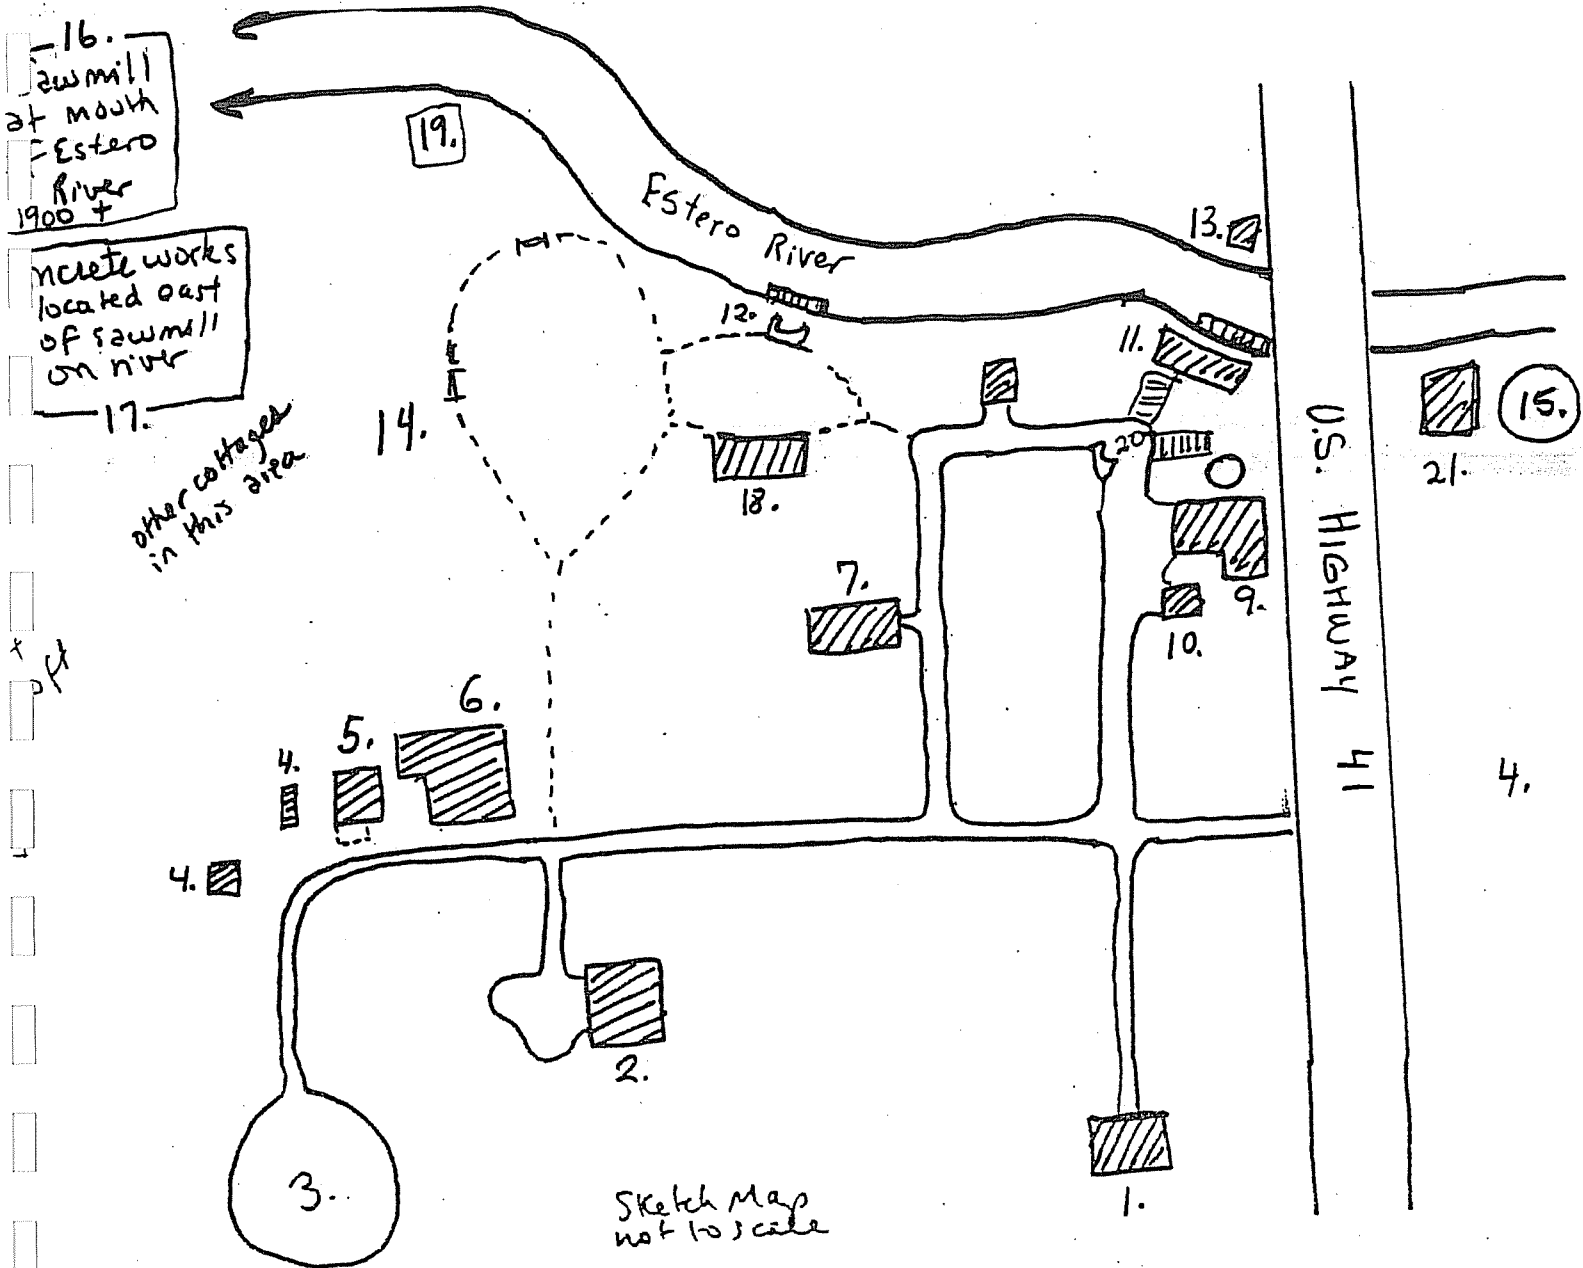 16.
awmill
at mouth
Estero
River
1900 +
ncrete works
located east
of sawmill
on river
17.
other cottages
in this area
14.
19.
Estero River
12.
13.
11.
20
18.
15.
21.
U.S. HIGHWAY 41
7.
9.
10.
6.
5.
4.
4.
4.
2.
3.
1.
Sketch Map
not to scale